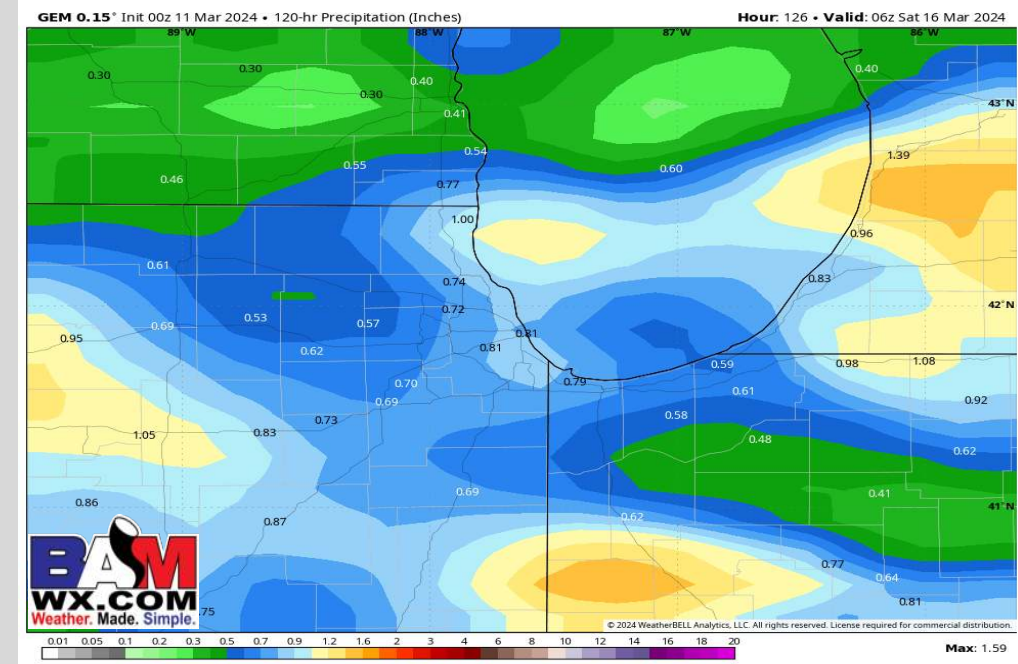 GEM 0.15° Init 00z 11 Mar 2024 • 120-hr Precipitation (Inches)
Hour: 126 • Valid: 06z Sat 16 Mar 2024
89°W 88°W 87°W 86°W
0.30 0.30 0.40 0.40
0.30 43°N
0.41
0.54 1.39
0.55 0.60
0.46 0.77
1.00
0.96
0.61
0.74 0.83
0.72 42°N
0.69 0.53 0.57
0.95 0.81
0.62 0.81
0.59 0.98 1.08
0.70 0.79
0.69 0.61 0.92
0.73 0.58
1.05 0.83 0.48
0.62
0.69 0.41
0.86 41°N
0.87 0.62
0.77
0.64
.75 0.81
BAM
WX.COM
Weather. Made. Simple.
© 2024 WeatherBELL Analytics, LLC. All rights reserved. License required for commercial distribution.
0.01 0.05 0.1 0.2 0.3 0.5 0.7 0.9 1.2 1.6 2 3 4 5 6 8 10 12 14 16 18 20
Max: 1.59